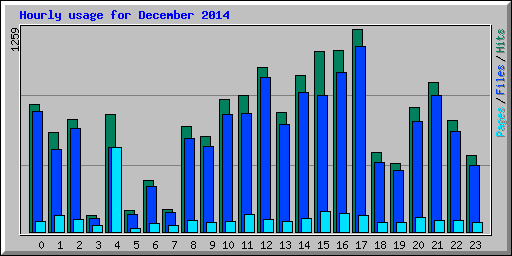 Hourly usage for December 2014
1259
Pages/Files/Hits
0 1 2 3 4 5 6 7 8 9 10 11 12 13 14 15 16 17 18 19 20 21 22 23